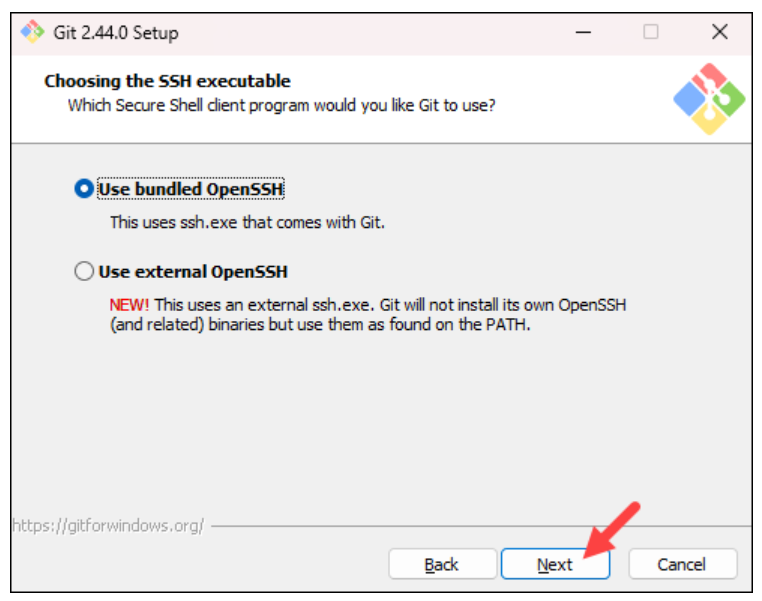 Git 2.44.0 Setup
Choosing the SSH executable
Which Secure Shell client program would you like Git to use?
Use bundled OpenSSH
This uses ssh.exe that comes with Git.
Use external OpenSSH
NEW! This uses an external ssh.exe. Git will not install its own OpenSSH
(and related) binaries but use them as found on the PATH.
https://gitforwindows.org/
Back Next Cancel